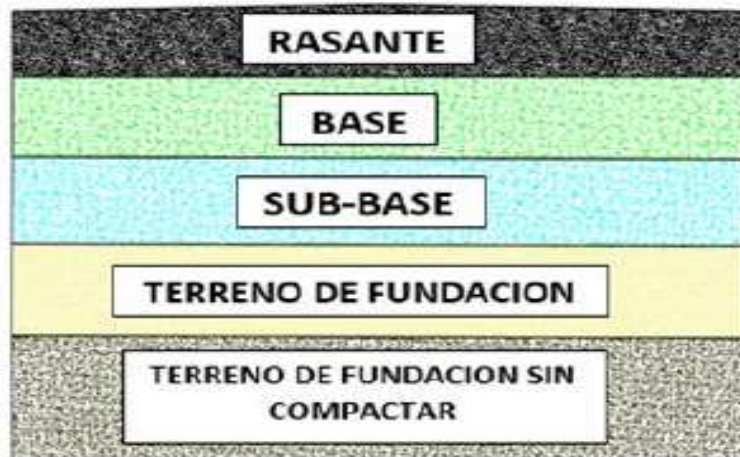 RASANTE
BASE
SUB-BASE
TERRENO DE FUNDACION
TERRENO DE FUNDACION SIN
COMPACTAR